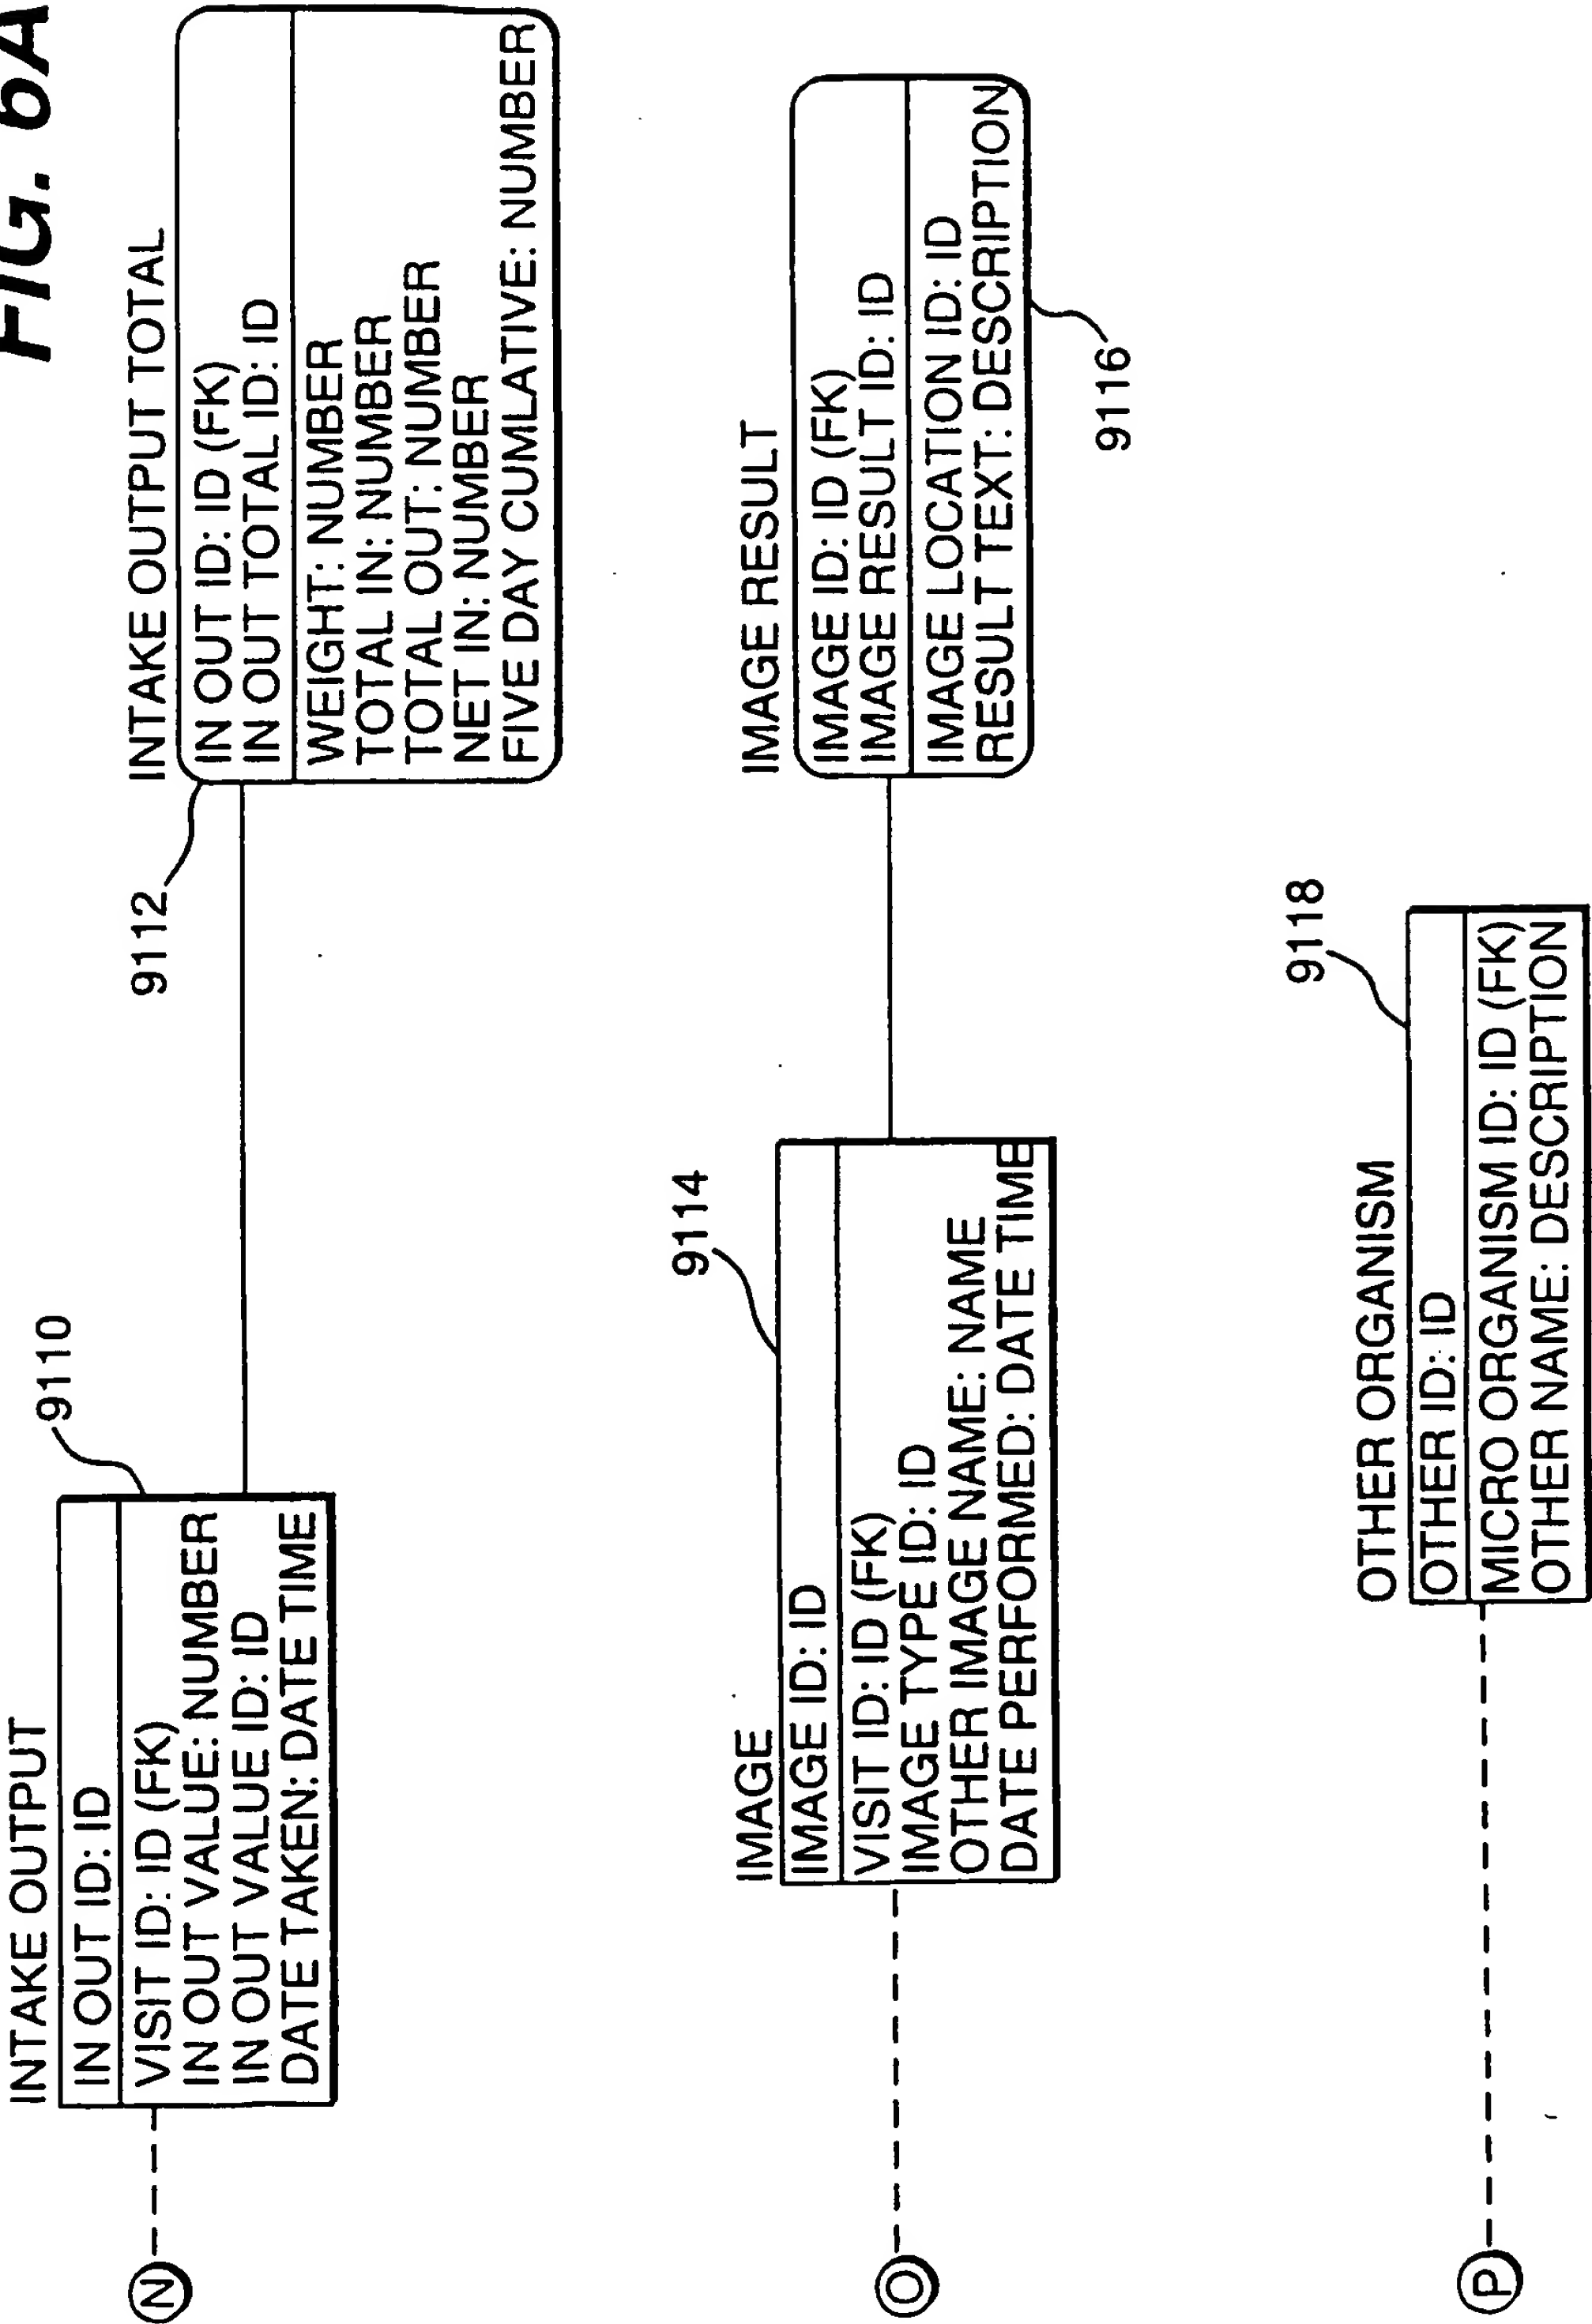 FIG. 6A
INTAKE OUTPUT
9110
IN OUT ID: ID
VISIT ID: ID (FK)
IN OUT VALUE: NUMBER
IN OUT VALUE ID: ID
DATE TAKEN: DATE TIME
N
9112
INTAKE OUTPUT TOTAL
IN OUT ID: ID (FK)
IN OUT TOTAL ID: ID
WEIGHT: NUMBER
TOTAL IN: NUMBER
TOTAL OUT: NUMBER
NET IN: NUMBER
FIVE DAY CUMLATIVE: NUMBER
9114
IMAGE
IMAGE ID: ID
VISIT ID: ID (FK)
IMAGE TYPE ID: ID
OTHER IMAGE NAME: NAME
DATE PERFORMED: DATE TIME
O
IMAGE RESULT
IMAGE ID: ID (FK)
IMAGE RESULT ID: ID
IMAGE LOCATION ID: ID
RESULT TEXT: DESCRIPTION
9116
9118
OTHER ORGANISM
OTHER ID: ID
MICRO ORGANISM ID: ID (FK)
OTHER NAME: DESCRIPTION
P